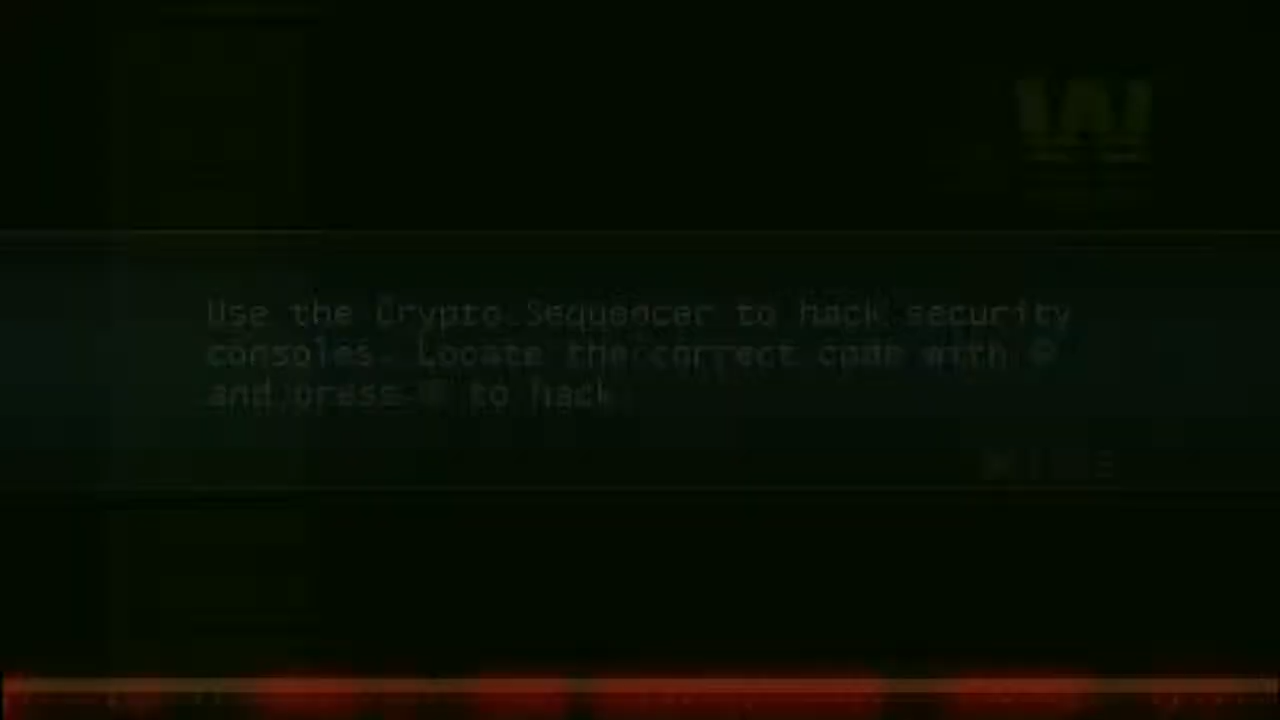 Use the Crypto Sequencer to hack security
consoles. Locate the correct code with
and press to hack.